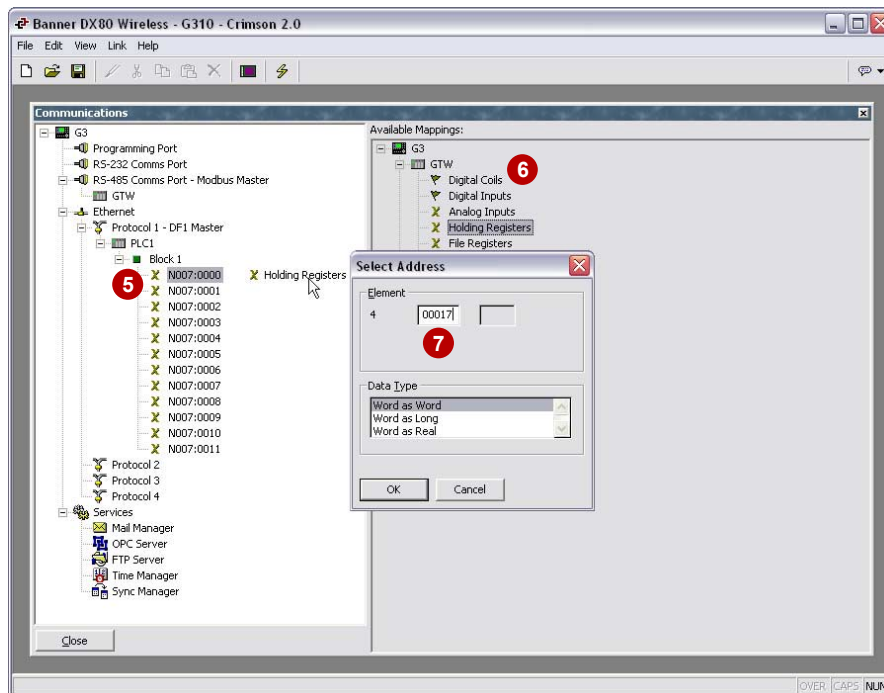 Banner DX80 Wireless - G310 - Crimson 2.0
File Edit View Link Help
Communications
G3
Programming Port
RS-232 Comms Port
RS-485 Comms Port - Modbus Master
GTW
Ethernet
Protocol 1 - DF1 Master
PLC1
Block 1
5
N007:0000
Holding Registers
N007:0001
N007:0002
N007:0003
N007:0004
N007:0005
N007:0006
N007:0007
N007:0008
N007:0009
N007:0010
N007:0011
Protocol 2
Protocol 3
Protocol 4
Services
Mail Manager
OPC Server
FTP Server
Time Manager
Sync Manager
Close
Available Mappings:
G3
GTW
6
Digital Coils
Digital Inputs
Analog Inputs
Holding Registers
File Registers
Select Address
Element
4 00017
7
Data Type
Word as Word
Word as Long
Word as Real
OK Cancel
OVER CAPS NUM